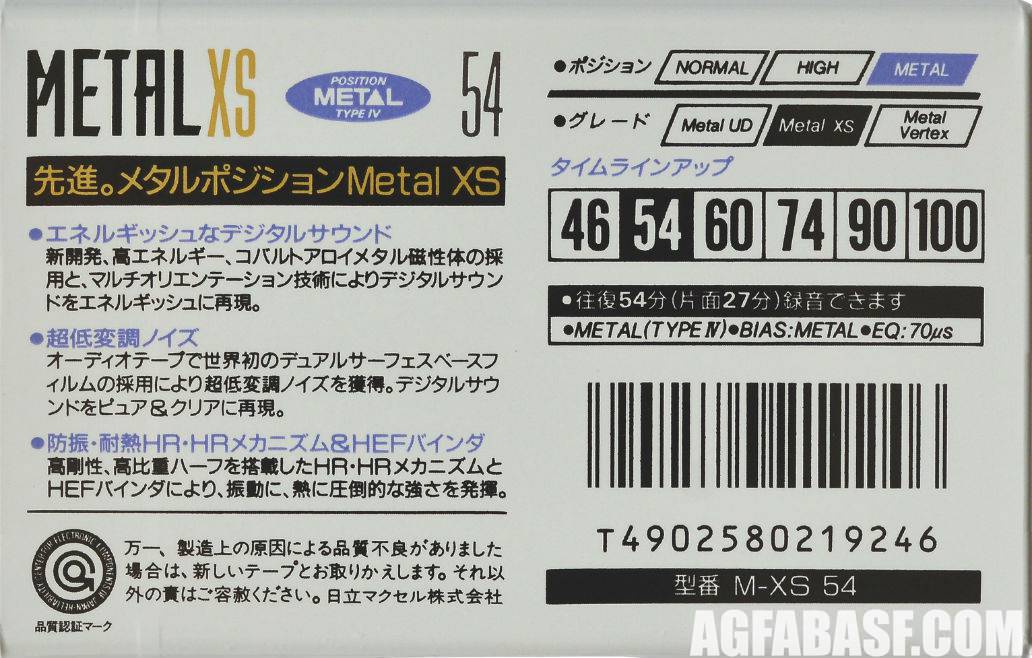 METAL XS
POSITION
METAL
TYPE IV
54
先進。メタルポジションMetal XS
●エネルギッシュなデジタルサウンド
新開発、高エネルギー、コバルトアロイメタル磁性体の採
用と、マルチオリエンテーション技術によりデジタルサウン
ドをエネルギッシュに再現。
●超低変調ノイズ
オーディオテープで世界初のデュアルサーフェスベースフ
ィルムの採用により超低変調ノイズを獲得。デジタルサウ
ンドをピュア&クリアに再現。
●防振・耐熱HR・HRメカニズム&HEFバインダ
高剛性、高比重ハーフを搭載したHR・HRメカニズムと
HEFバインダにより、振動に、熱に圧倒的な強さを発揮。
万一、製造上の原因による品質不良がありました
場合は、新しいテープとお取りかえします。それ以
外の責はご容赦ください。日立マクセル株式会社
品質認証マーク
●ポジション NORMAL HIGH METAL
●グレード Metal UD Metal XS Metal Vertex
タイムラインアップ
46 54 60 74 90 100
●往復54分(片面27分)録音できます
●METAL(TYPE Ⅳ)●BIAS:METAL●EQ:70μs
T4902580219246
型番 M-XS 54
AGFABASF.COM